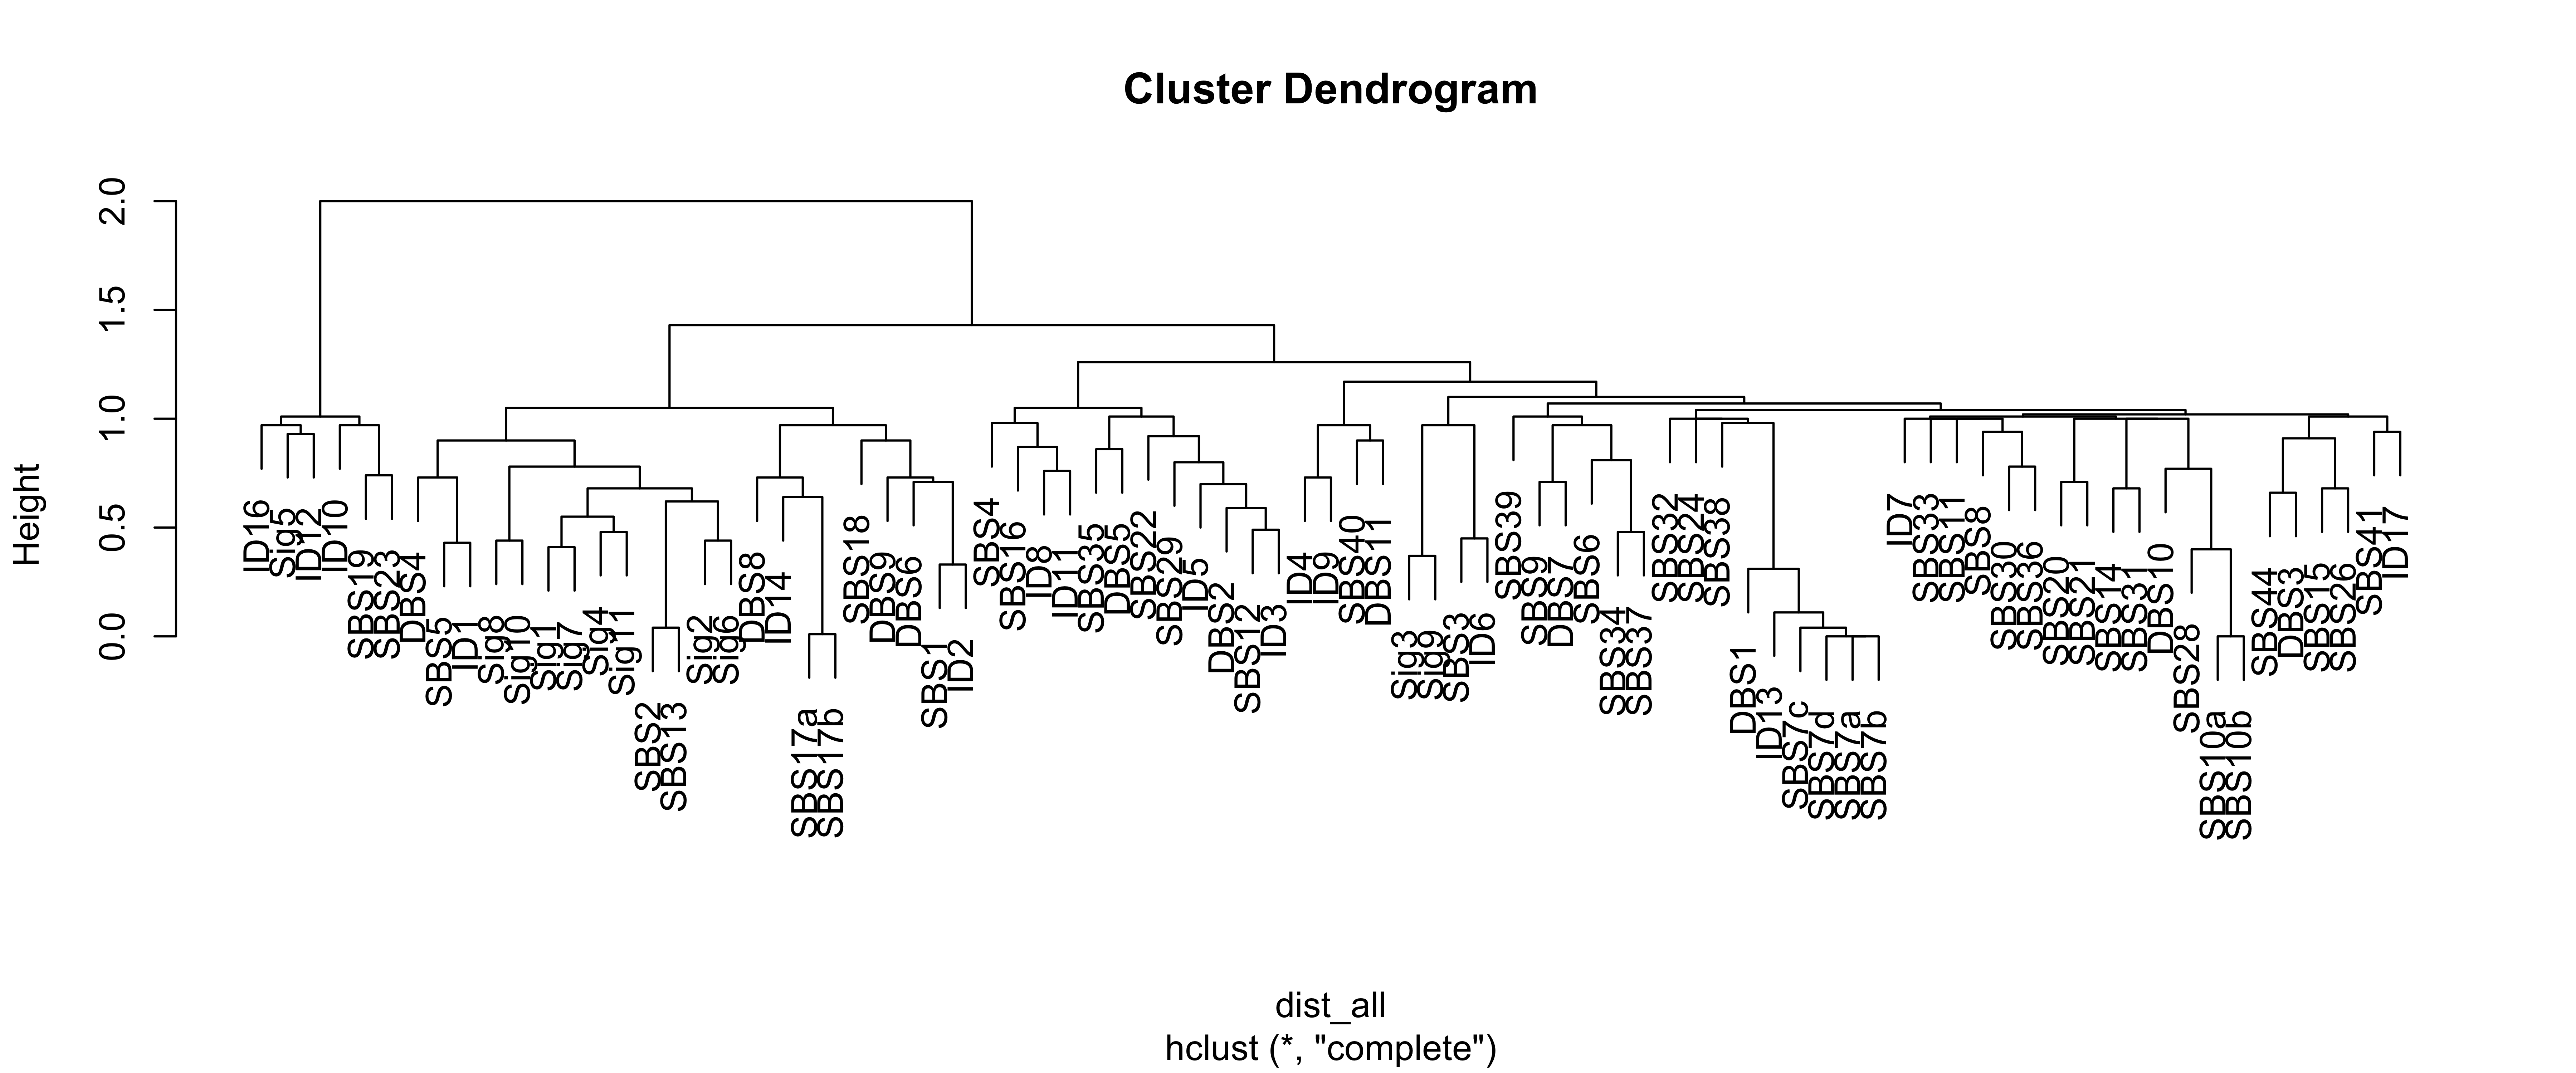 Cluster Dendrogram
Height
2.0
1.5
1.0
0.5
0.0
ID16
Sig5
ID12
ID10
SBS19
SBS23
DBS4
SBS5
ID1
Sig8
Sig10
Sig1
Sig7
Sig4
Sig11
SBS2
SBS13
Sig2
Sig6
DBS8
ID14
SBS17a
SBS17b
SBS18
DBS9
DBS6
SBS1
ID2
SBS4
SBS16
ID8
ID11
SBS35
DBS5
SBS22
SBS29
ID5
DBS2
SBS12
ID3
ID4
ID9
SBS40
DBS11
Sig3
Sig9
SBS3
ID6
SBS39
SBS9
DBS7
SBS6
SBS34
SBS37
SBS32
SBS24
SBS38
DBS1
ID13
SBS7c
SBS7d
SBS7a
SBS7b
ID7
SBS33
SBS11
SBS8
SBS30
SBS36
SBS20
SBS21
SBS14
SBS31
DBS10
SBS28
SBS10a
SBS10b
SBS44
DBS3
SBS15
SBS26
SBS41
ID17
dist_all
hclust (*, "complete")